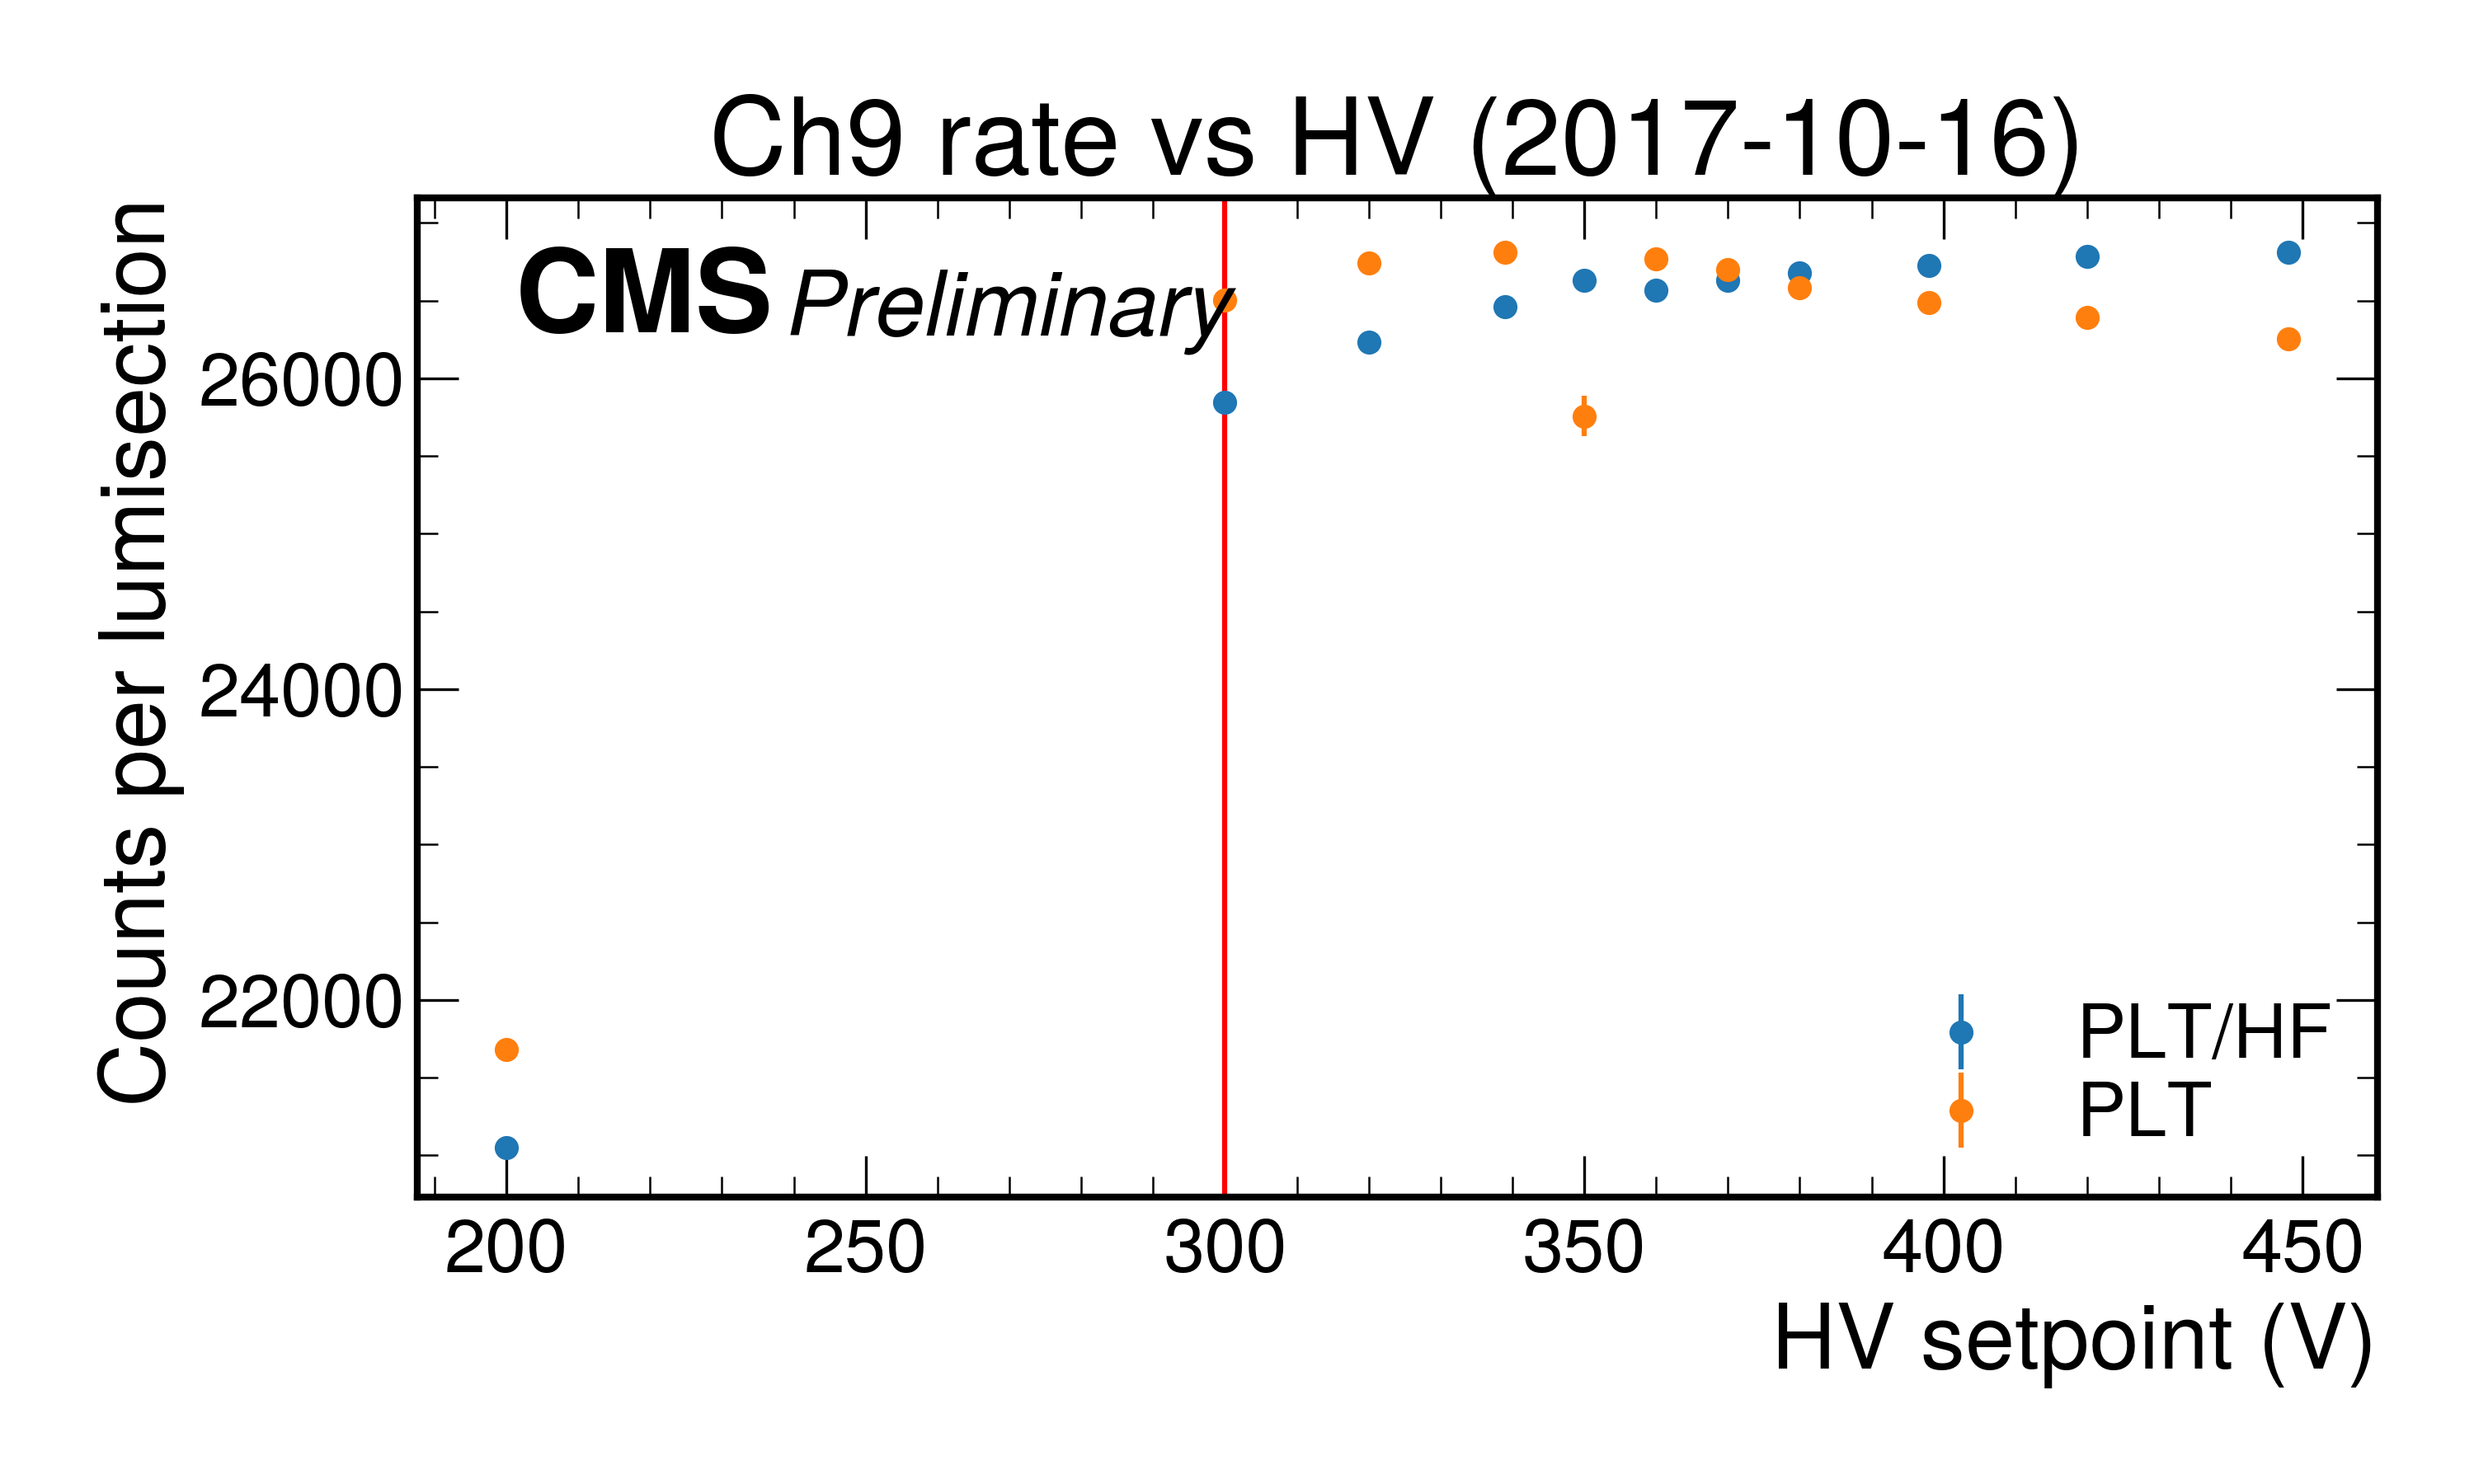 Ch9 rate vs HV (2017-10-16)
CMS Preliminary
Counts per lumisection
26000
24000
22000
PLT/HF
PLT
200 250 300 350 400 450
HV setpoint (V)